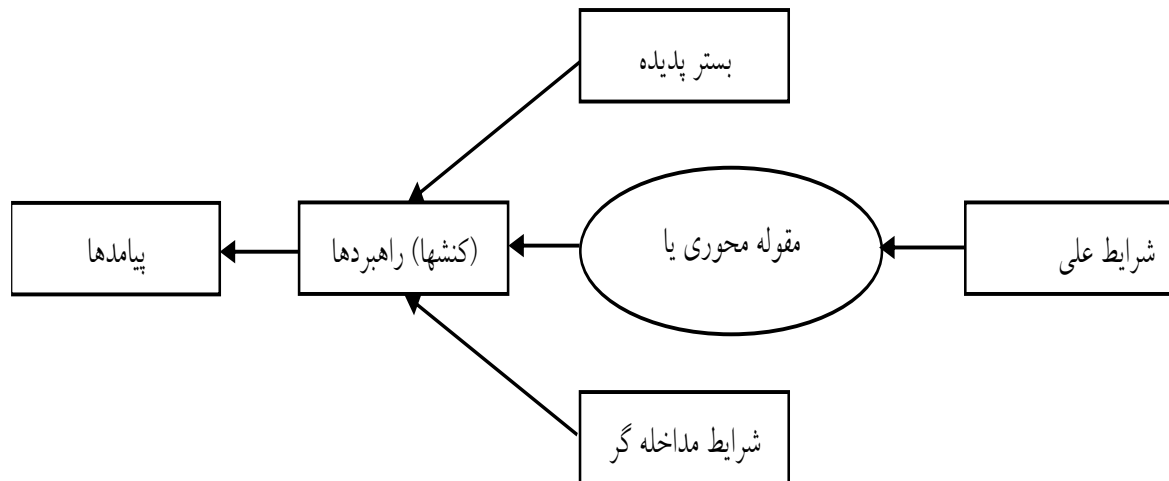 بستر پدیده
شرایط علی
مقوله محوری یا
(کنشها) راهبردها
پیامدها
شرایط مداخله گر